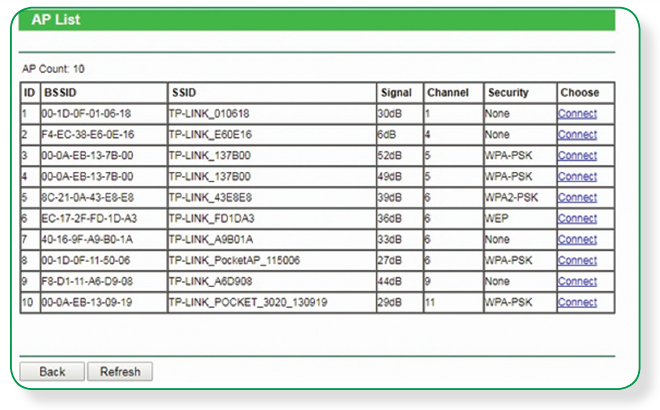 AP List
AP Count: 10
ID BSSID SSID Signal Channel Security Choose
1 00-1D-0F-01-06-18 TP-LINK_010618 30dB 1 None Connect
2 F4-EC-38-E6-0E-16 TP-LINK_E60E16 6dB 4 None Connect
3 00-0A-EB-13-7B-00 TP-LINK_137B00 52dB 5 WPA-PSK Connect
4 00-0A-EB-13-7B-00 TP-LINK_137B00 49dB 5 WPA-PSK Connect
5 8C-21-0A-43-E8-E8 TP-LINK_43E8E8 39dB 6 WPA2-PSK Connect
6 EC-17-2F-FD-1D-A3 TP-LINK_FD1DA3 36dB 6 WEP Connect
7 40-16-9F-A9-B0-1A TP-LINK_A9B01A 33dB 6 None Connect
8 00-1D-0F-11-50-06 TP-LINK_PocketAP_115006 27dB 6 WPA-PSK Connect
9 F8-D1-11-A6-D9-08 TP-LINK_A6D908 44dB 9 None Connect
10 00-0A-EB-13-09-19 TP-LINK_POCKET_3020_130919 29dB 11 WPA-PSK Connect
Back Refresh